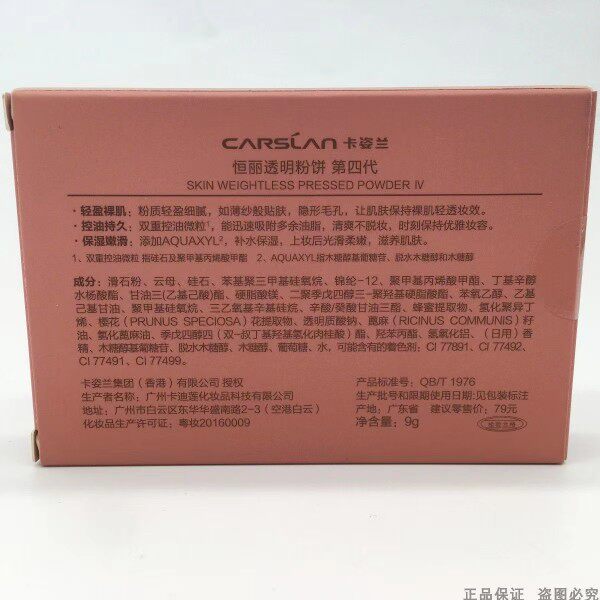 CARSLAN 卡姿兰
恒丽透明粉饼 第四代
SKIN WEIGHTLESS PRESSED POWDER Ⅳ
• 轻盈裸肌：粉质轻盈细腻，如薄纱般贴肤，隐形毛孔，让肌肤保持裸肌轻透妆效。
• 控油持久：双重控油微粒¹，能迅速吸附多余油脂，清爽不脱妆，时刻保持优雅妆容。
• 保湿嫩滑：添加AQUAXYL²，补水保湿，上妆后光滑柔嫩，滋养肌肤。
1、双重控油微粒 指硅石及聚甲基丙烯酸甲酯 2、AQUAXYL指木糖醇基葡糖苷、脱水木糖醇和木糖醇
成分：滑石粉、云母、硅石、苯基聚三甲基硅氧烷、锦纶-12、聚甲基丙烯酸甲酯、丁基辛醇
水杨酸酯、甘油三(乙基己酸)酯、硬脂酸镁、二聚季戊四醇三-聚羟基硬脂酸酯、苯氧乙醇、乙基
己基甘油、聚甲基硅氧烷、三乙氧基辛基硅烷、辛酸/癸酸甘油三酯、蜂蜜提取物、氢化聚异丁
烯、樱花 (PRUNUS SPECIOSA) 花提取物、透明质酸钠、蓖麻 (RICINUS COMMUNIS) 籽
油、氢化蓖麻油、季戊四醇四（双-叔丁基羟基氢化肉桂酸）酯、羟苯丙酯、氢氧化铝、（日用）香
精、木糖醇基葡糖苷、脱水木糖醇、木糖醇、葡萄糖、水，可能含有的着色剂：CI 77891、CI 77492、
CI 77491、CI 77499。
卡姿兰集团（香港）有限公司 授权
生产者名称：广州卡迪莲化妆品科技有限公司
地址：广州市白云区东华华盛南路2-3（空港白云）
化妆品生产许可证：粤妆20160009
产品标准号：QB/T 1976
生产批号和限期使用日期:见包装标注
产地：广东省 建议零售价：79元
净含量：9g
正品保证 盗图必究